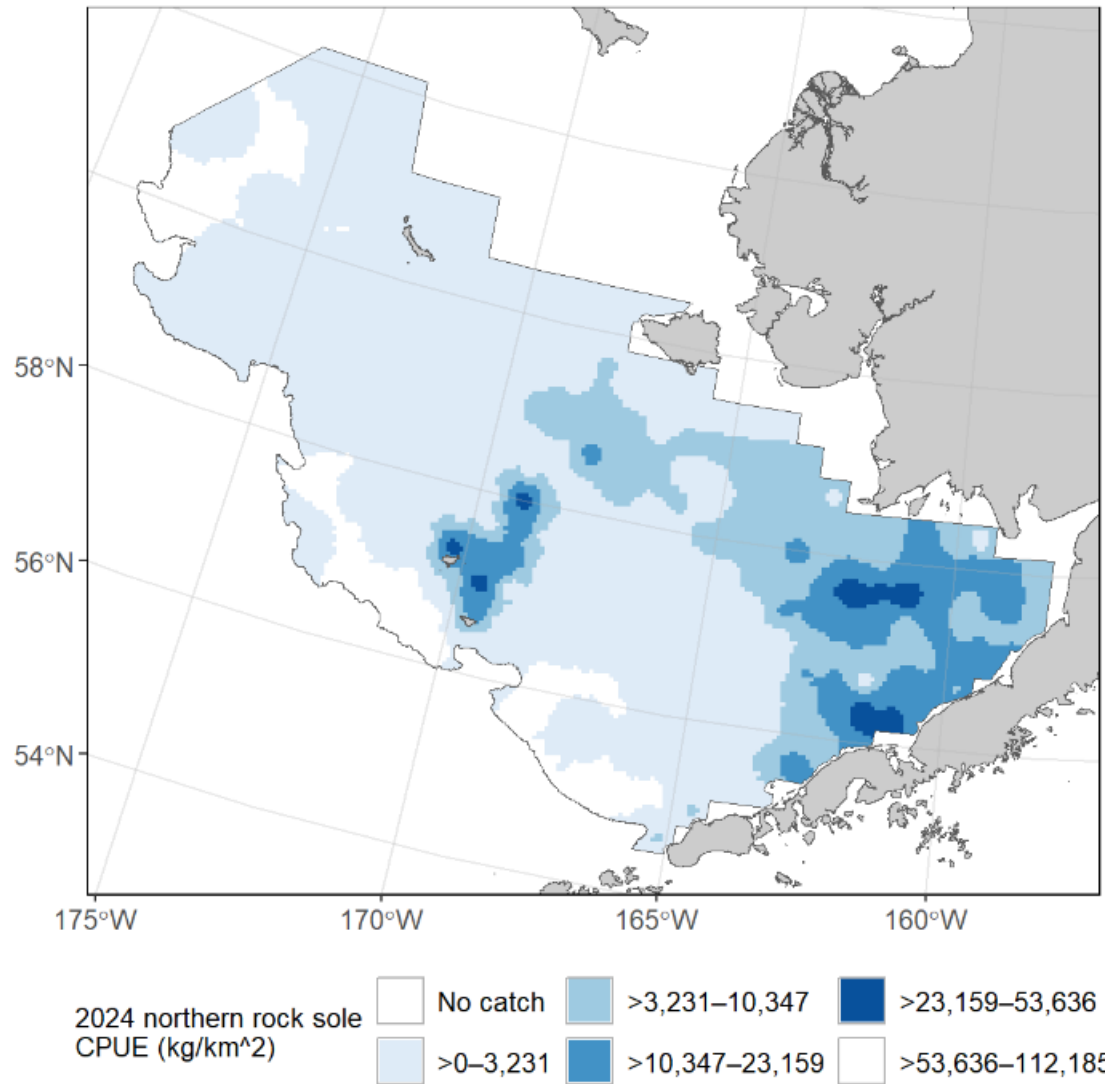 58°N
56°N
54°N
175°W 170°W 165°W 160°W
2024 northern rock sole
CPUE (kg/km^2)
No catch >3,231–10,347 >23,159–53,636
>0–3,231 >10,347–23,159 >53,636–112,185